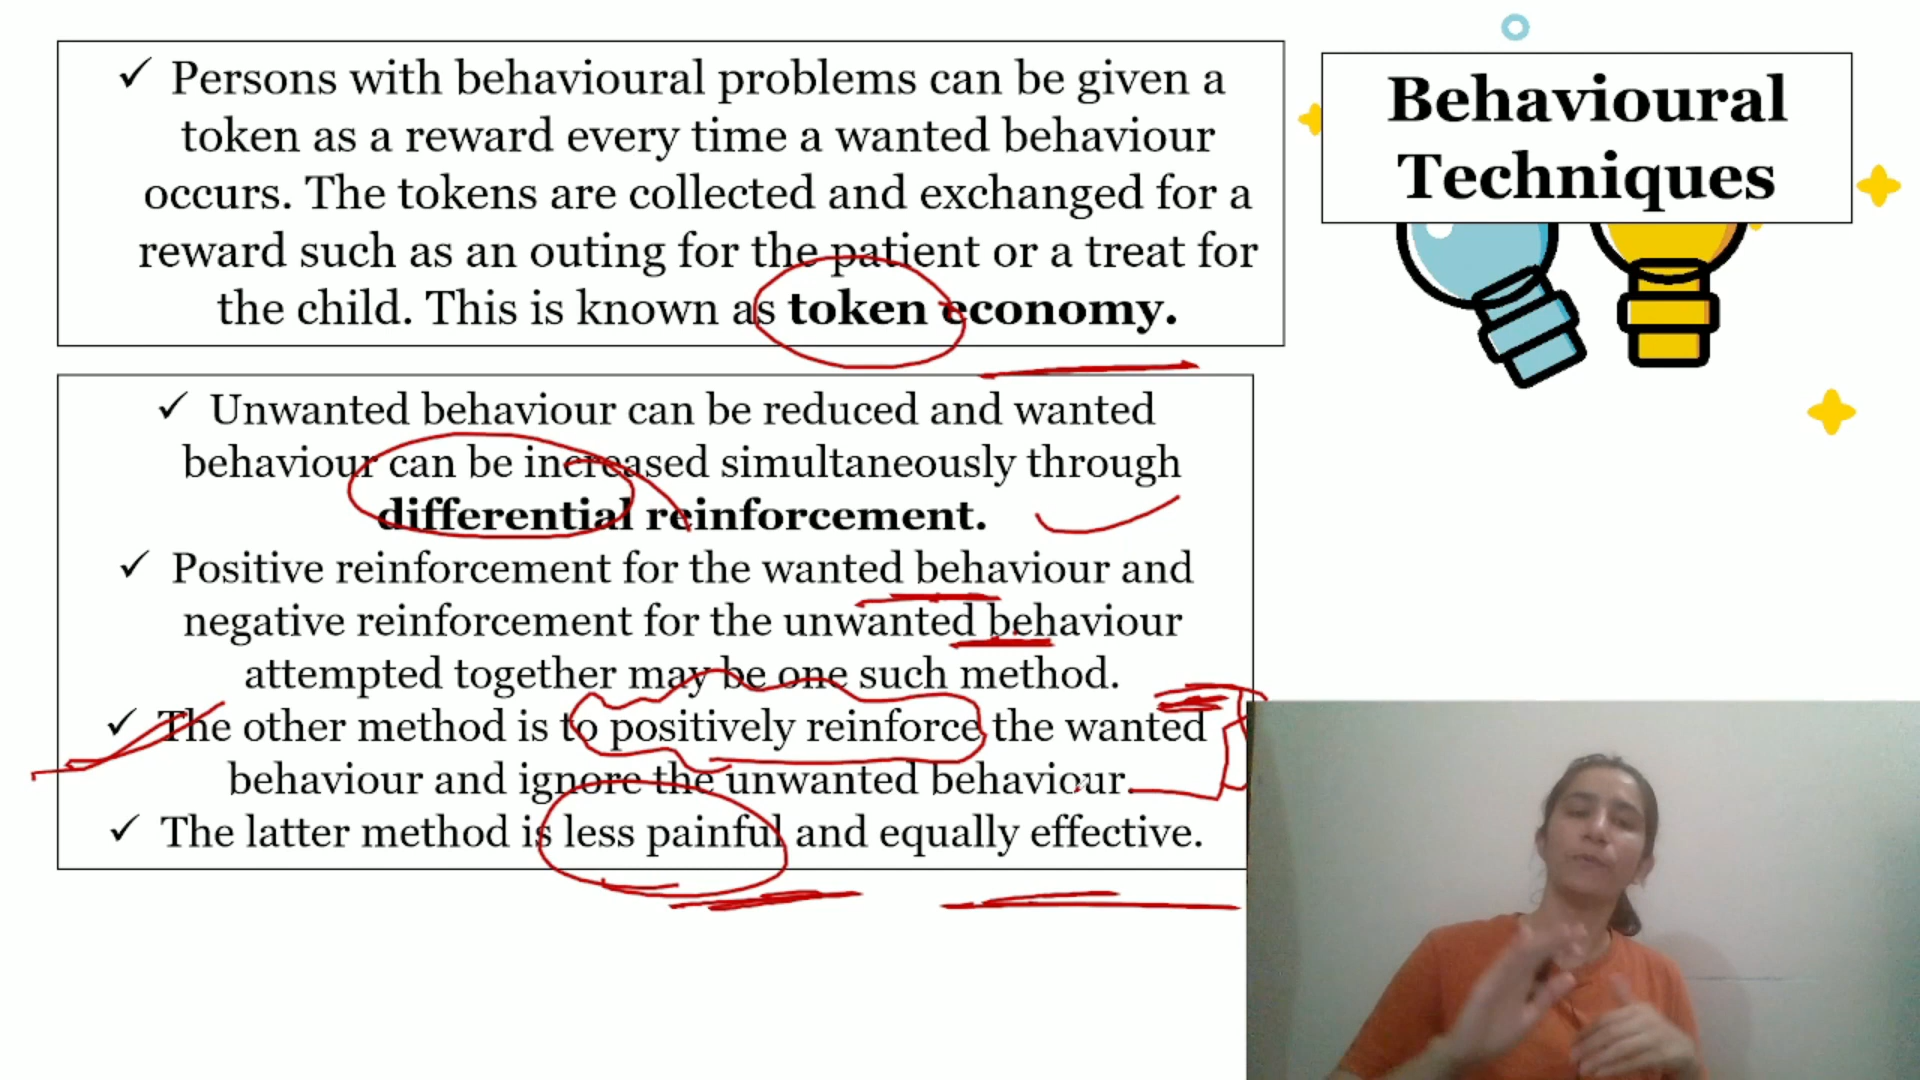 ✓ Persons with behavioural problems can be given a
token as a reward every time a wanted behaviour
occurs. The tokens are collected and exchanged for a
reward such as an outing for the patient or a treat for
the child. This is known as token economy.
Behavioural
Techniques
✓ Unwanted behaviour can be reduced and wanted
behaviour can be increased simultaneously through
differential reinforcement.
✓ Positive reinforcement for the wanted behaviour and
negative reinforcement for the unwanted behaviour
attempted together may be one such method.
✓ The other method is to positively reinforce the wanted
behaviour and ignore the unwanted behaviour.
✓ The latter method is less painful and equally effective.